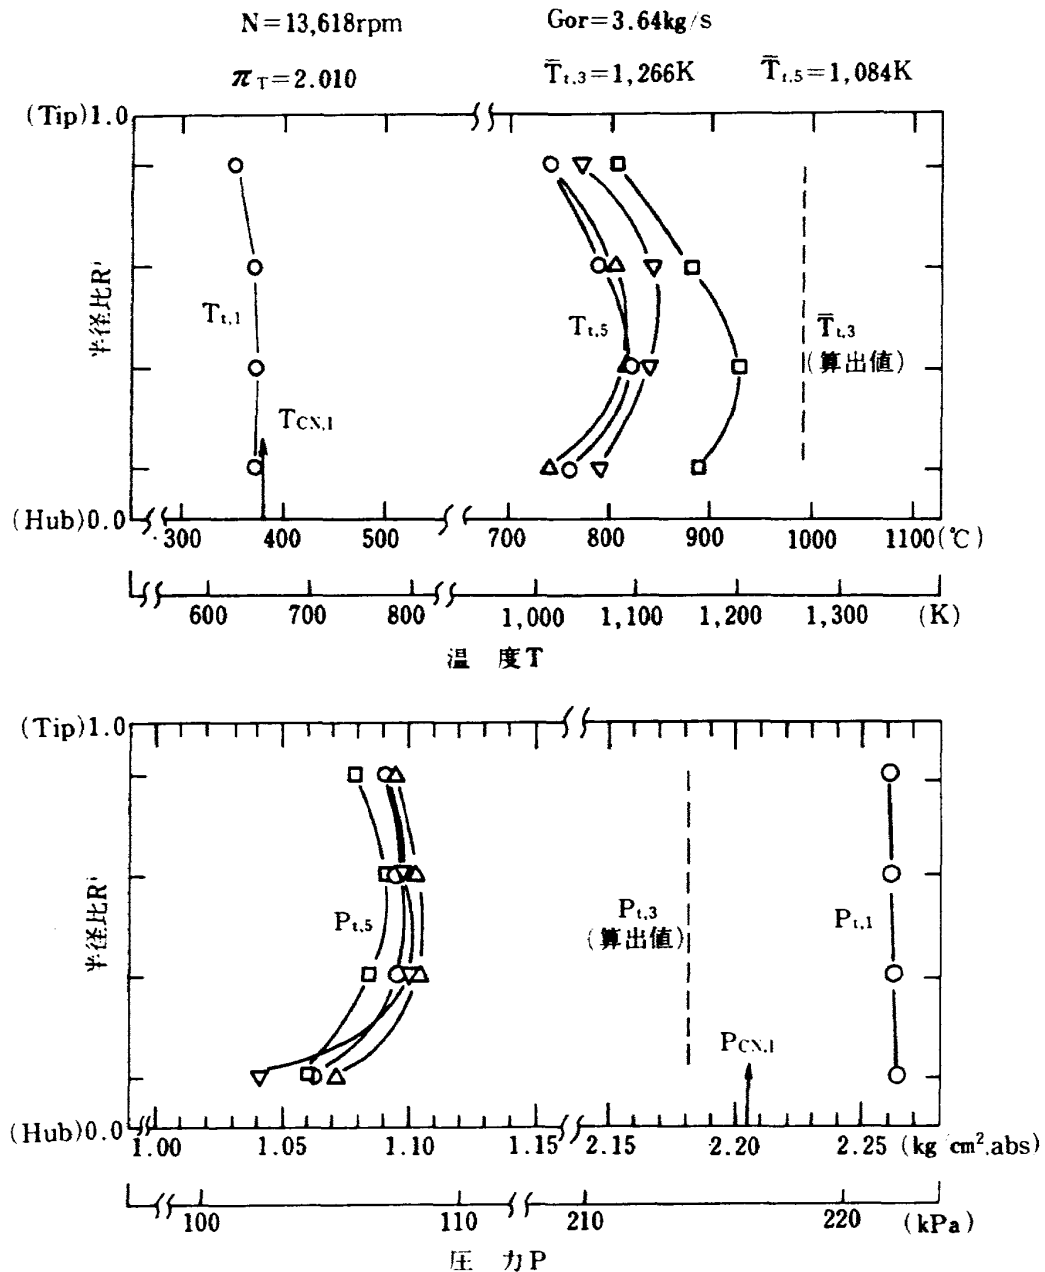 N=13,618rpm Gor=3.64kg/s
π T=2.010 T̿t,3=1,266K T̿t,5=1,084K
(Tip)1.0
半径比R'
Tt,1
TCN,1
Tt,5
T̿t,3
(算出値)
(Hub)0.0
300 400 500 700 800 900 1000 1100(℃)
600 700 800 1,000 1,100 1,200 1,300 (K)
温 度T
(Tip)1.0
半径比R'
Pt,5
Pt,3
(算出値)
Pt,1
PCN,1
(Hub)0.0
1.00 1.05 1.10 1.15 2.15 2.20 2.25 (kg/cm².abs)
100 110 210 220 (kPa)
圧 力P